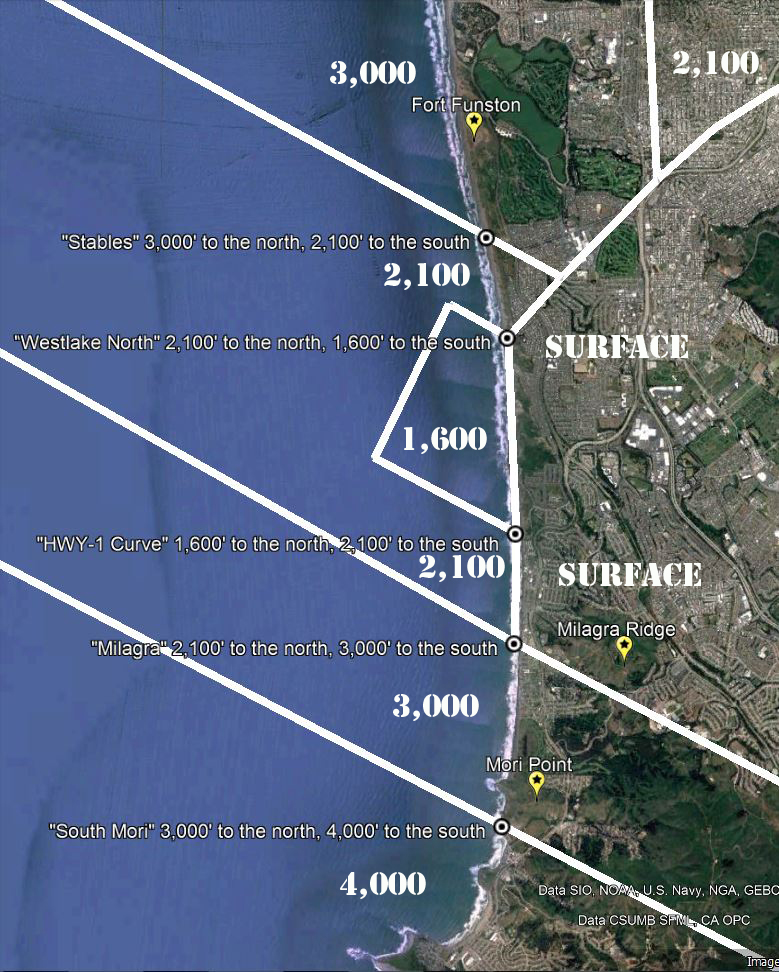 3,000
2,100
Fort Funston
"Stables" 3,000' to the north, 2,100' to the south
2,100
"Westlake North" 2,100' to the north, 1,600' to the south
SURFACE
1,600
"HWY-1 Curve" 1,600' to the north, 2,100' to the south
2,100
SURFACE
Milagra Ridge
"Milagra" 2,100' to the north, 3,000' to the south
3,000
Mori Point
"South Mori" 3,000' to the north, 4,000' to the south
4,000
Data SIO, NOAA, U.S. Navy, NGA, GEBC
Data CSUMB SFML, CA OPC
Image